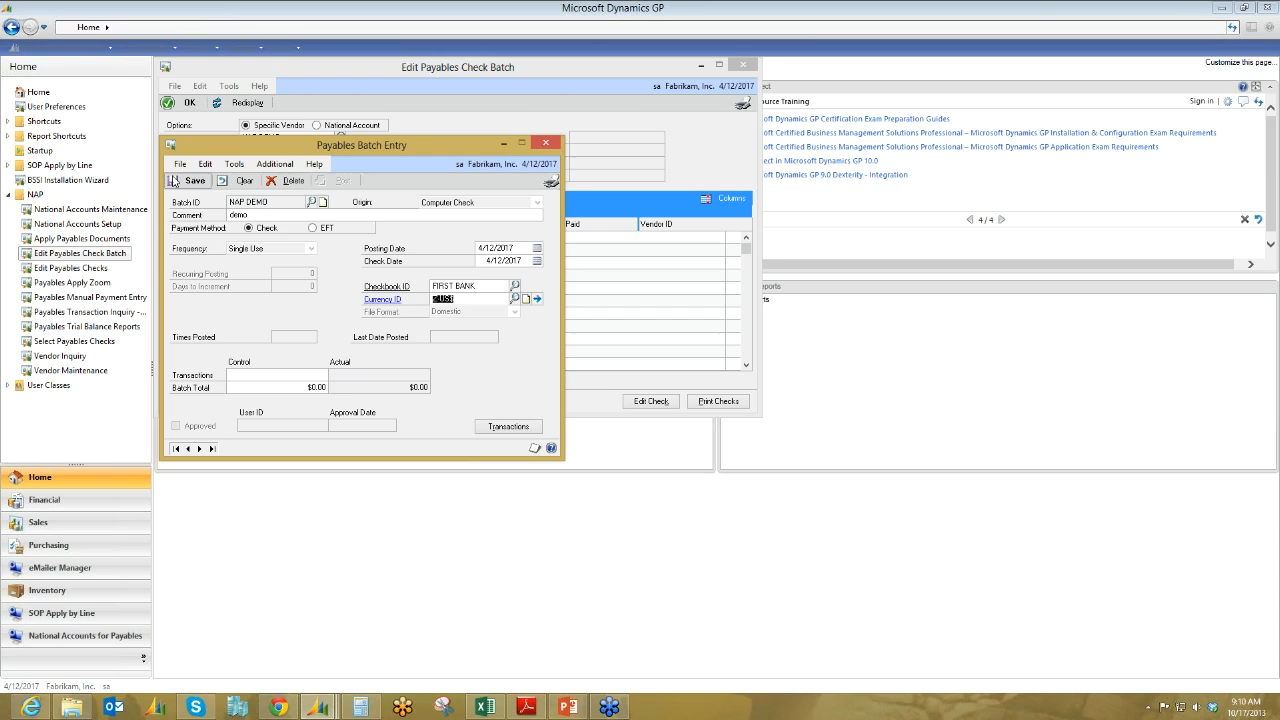 Microsoft Dynamics GP
Home
Customize this page...
Home
Home
User Preferences
Shortcuts
Report Shortcuts
Startup
SOP Apply by Line
BSSI Installation Wizard
NAP
National Accounts Maintenance
National Accounts Setup
Apply Payables Documents
Edit Payables Check Batch
Edit Payables Checks
Payables Apply Zoom
Payables Manual Payment Entry
Payables Transaction Inquiry -...
Payables Trial Balance Reports
Select Payables Checks
Vendor Inquiry
Vendor Maintenance
User Classes
Home
Financial
Sales
Purchasing
eMailer Manager
Inventory
SOP Apply by Line
National Accounts for Payables
4/12/2017 Fabrikam, Inc. sa
Edit Payables Check Batch
File Edit Tools Help sa Fabrikam, Inc. 4/12/2017
OK Redisplay
Options: Specific Vendor National Account
Columns
Paid Vendor ID
Edit Check Print Checks
Payables Batch Entry
File Edit Tools Additional Help sa Fabrikam, Inc. 4/12/2017
Save Clear Delete Post
Batch ID NAP DEMO Origin: Computer Check
Comment demo
Payment Method: Check EFT
Frequency: Single Use Posting Date 4/12/2017
Check Date 4/12/2017
Recurring Posting 0
Days to Increment 0
Checkbook ID FIRST BANK
Currency ID
File Format: Domestic
Times Posted Last Date Posted
Control Actual
Transactions
Batch Total $0.00 $0.00
User ID Approval Date
Approved
Transactions
ource Training Sign in
oft Dynamics GP Certification Exam Preparation Guides
oft Certified Business Management Solutions Professional – Microsoft Dynamics GP Installation & Configuration Exam Requirements
oft Certified Business Management Solutions Professional – Microsoft Dynamics GP Application Exam Requirements
ect in Microsoft Dynamics GP 10.0
oft Dynamics GP 9.0 Dexterity - Integration
4 / 4
eports
ts
9:10 AM
10/17/2013